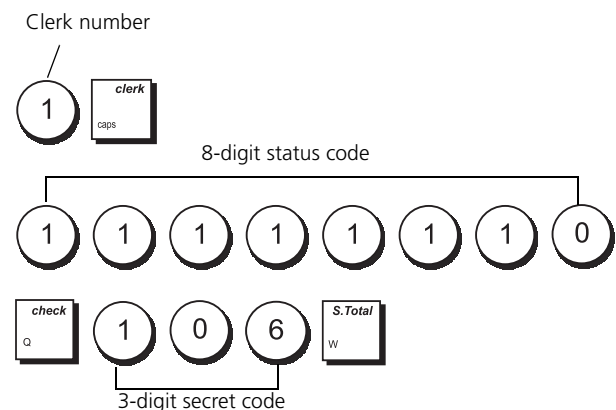 Clerk number
1 clerk
caps
8-digit status code
1 1 1 1 1 1 1 0
check 1 0 6 S.Total
Q W
3-digit secret code